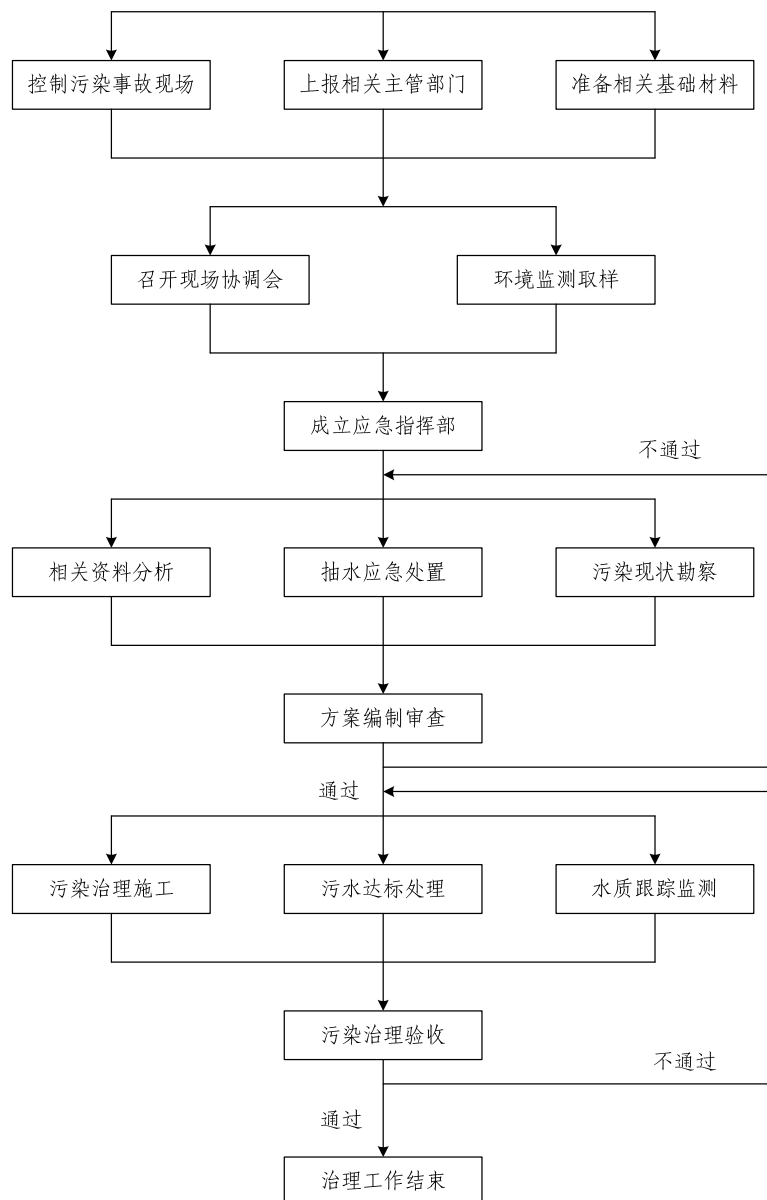 控制污染事故现场
上报相关主管部门
准备相关基础材料
召开现场协调会
环境监测取样
成立应急指挥部
不通过
相关资料分析
抽水应急处置
污染现状勘察
方案编制审查
通过
污染治理施工
污水达标处理
水质跟踪监测
污染治理验收
不通过
通过
治理工作结束